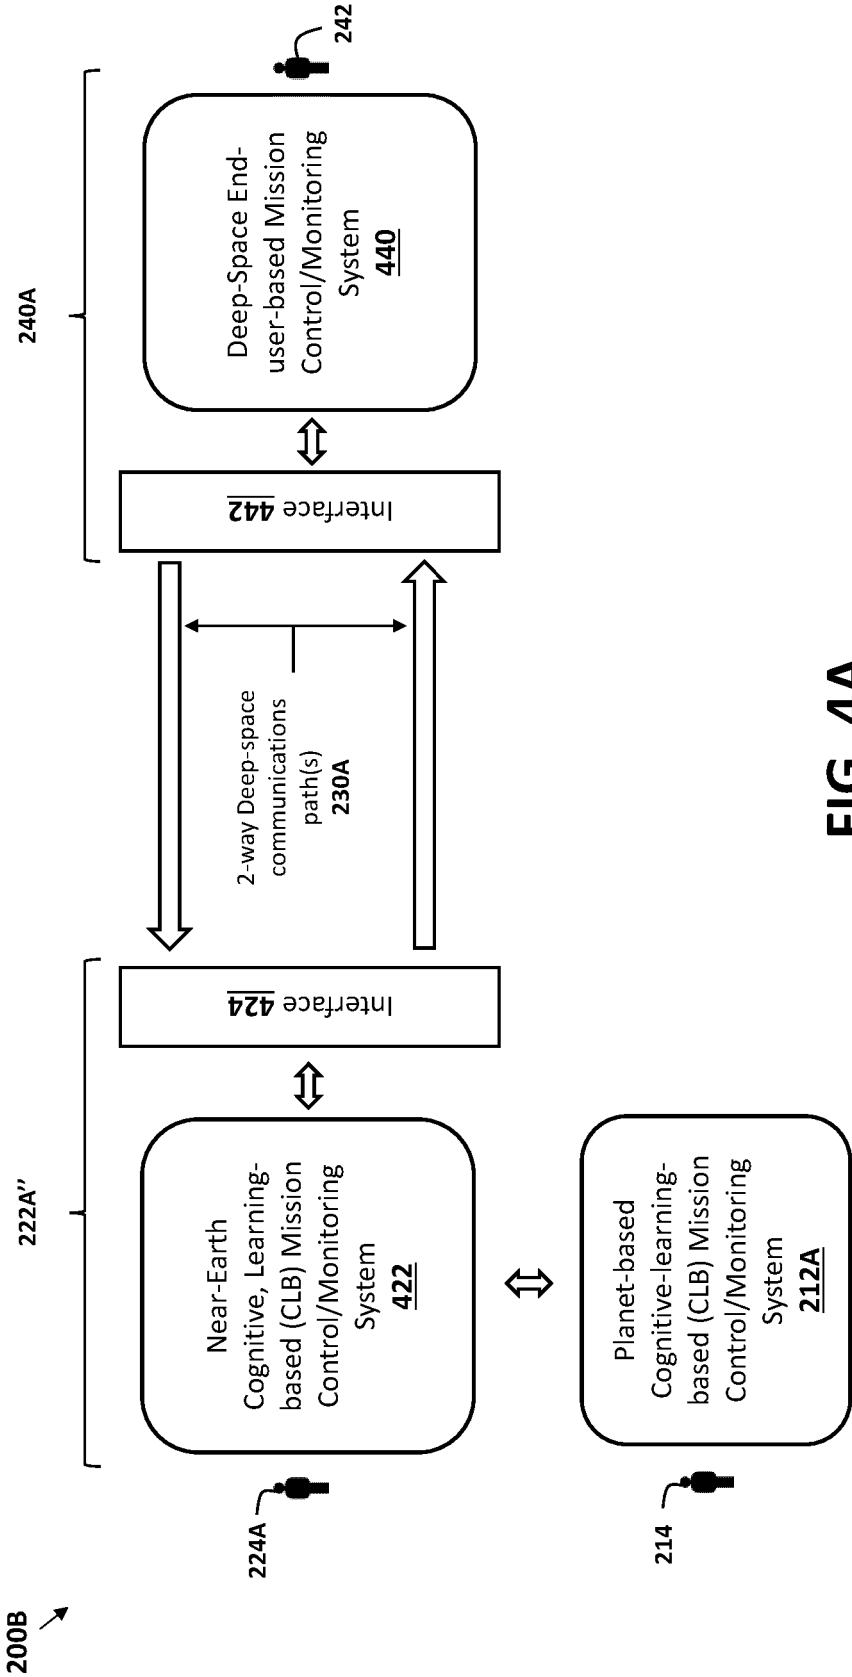 200B
222A”
240A
224A
Near-Earth
Cognitive, Learning-
based (CLB) Mission
Control/Monitoring
System
422
Interface 424
2-way Deep-space
communications
path(s)
230A
Interface 442
Deep-Space End-
user-based Mission
Control/Monitoring
System
440
242
214
Planet-based
Cognitive-learning-
based (CLB) Mission
Control/Monitoring
System
212A
FIG. 4A